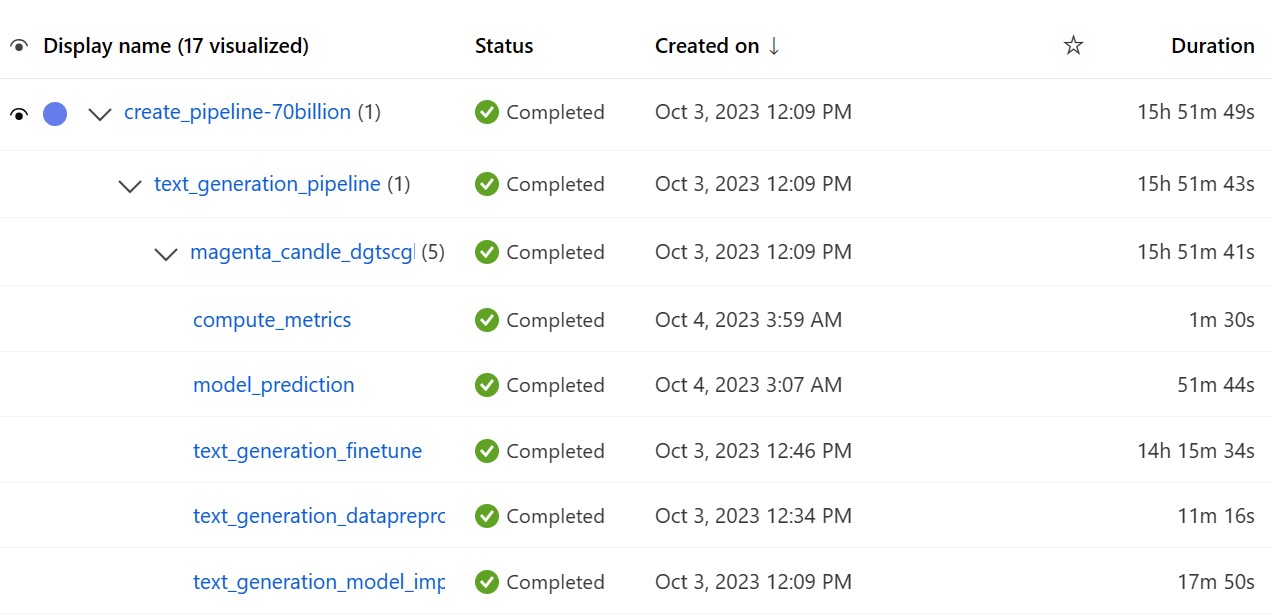 Display name (17 visualized) Status Created on ↓ Duration
create_pipeline-70billion (1) Completed Oct 3, 2023 12:09 PM 15h 51m 49s
text_generation_pipeline (1) Completed Oct 3, 2023 12:09 PM 15h 51m 43s
magenta_candle_dgtscgl (5) Completed Oct 3, 2023 12:09 PM 15h 51m 41s
compute_metrics Completed Oct 4, 2023 3:59 AM 1m 30s
model_prediction Completed Oct 4, 2023 3:07 AM 51m 44s
text_generation_finetune Completed Oct 3, 2023 12:46 PM 14h 15m 34s
text_generation_dataprepro Completed Oct 3, 2023 12:34 PM 11m 16s
text_generation_model_imp Completed Oct 3, 2023 12:09 PM 17m 50s